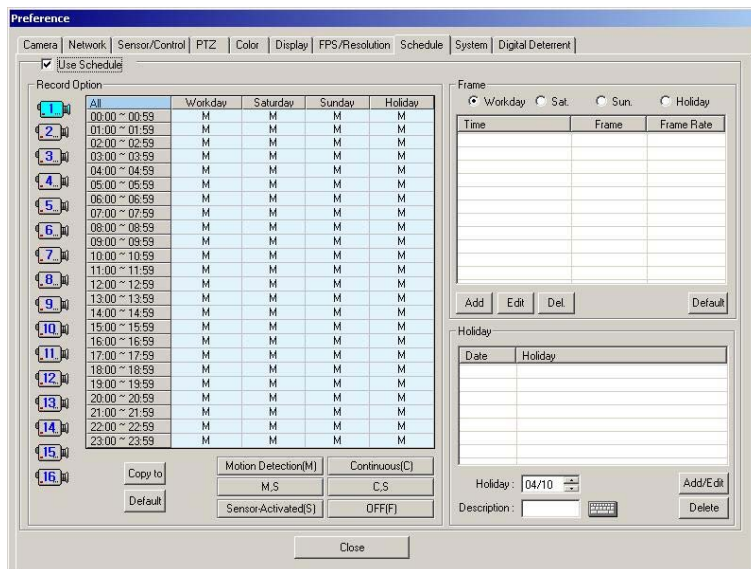 Preference
Camera Network Sensor/Control PTZ Color Display FPS/Resolution Schedule System Digital Deterrent
Use Schedule
Record Option
1
2
3
4
5
6
7
8
9
10
11
12
13
14
15
16
All Workday Saturday Sunday Holiday
00:00 ~ 00:59 M M M M
01:00 ~ 01:59 M M M M
02:00 ~ 02:59 M M M M
03:00 ~ 03:59 M M M M
04:00 ~ 04:59 M M M M
05:00 ~ 05:59 M M M M
06:00 ~ 06:59 M M M M
07:00 ~ 07:59 M M M M
08:00 ~ 08:59 M M M M
09:00 ~ 09:59 M M M M
10:00 ~ 10:59 M M M M
11:00 ~ 11:59 M M M M
12:00 ~ 12:59 M M M M
13:00 ~ 13:59 M M M M
14:00 ~ 14:59 M M M M
15:00 ~ 15:59 M M M M
16:00 ~ 16:59 M M M M
17:00 ~ 17:59 M M M M
18:00 ~ 18:59 M M M M
19:00 ~ 19:59 M M M M
20:00 ~ 20:59 M M M M
21:00 ~ 21:59 M M M M
22:00 ~ 22:59 M M M M
23:00 ~ 23:59 M M M M
Copy to
Default
Motion Detection(M) Continuous(C)
M,S C,S
Sensor-Activated(S) OFF(F)
Frame
Workday Sat. Sun. Holiday
Time Frame Frame Rate
Add Edit Del. Default
Holiday
Date Holiday
Holiday : 04/10 Add/Edit
Description : Delete
Close